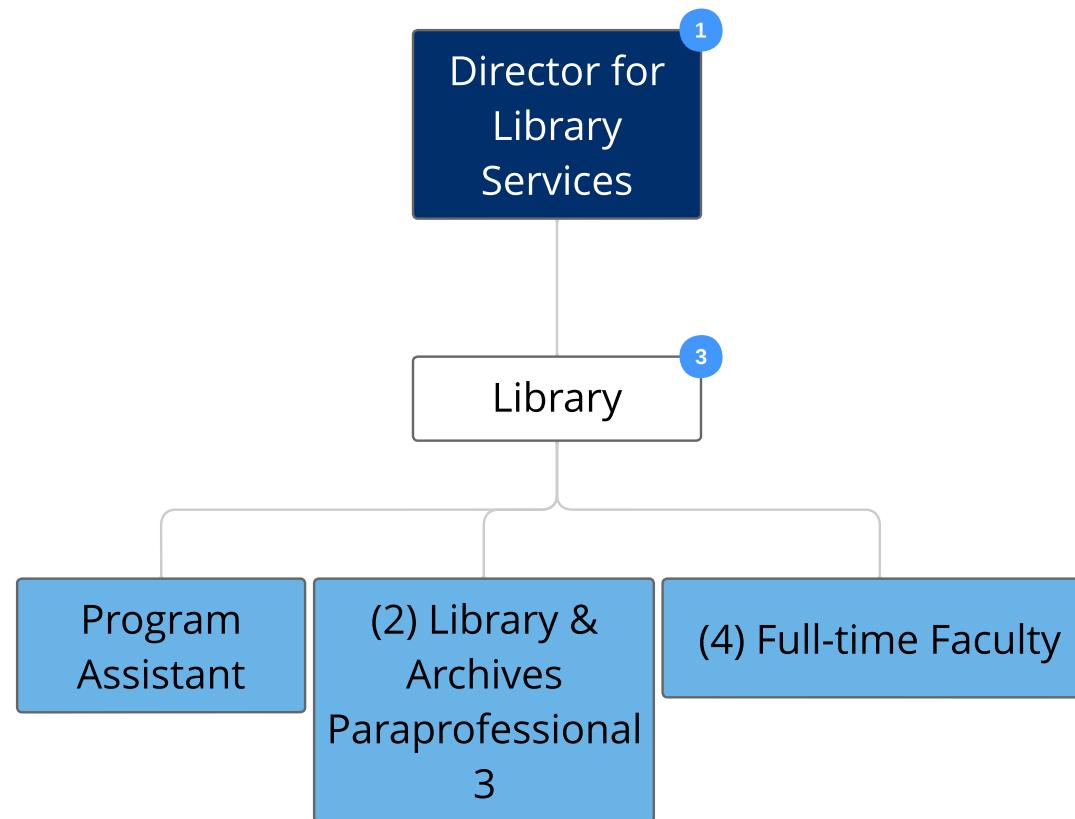 1
Director for
Library
Services
3
Library
Program
Assistant
(2) Library &
Archives
Paraprofessional
3
(4) Full-time Faculty